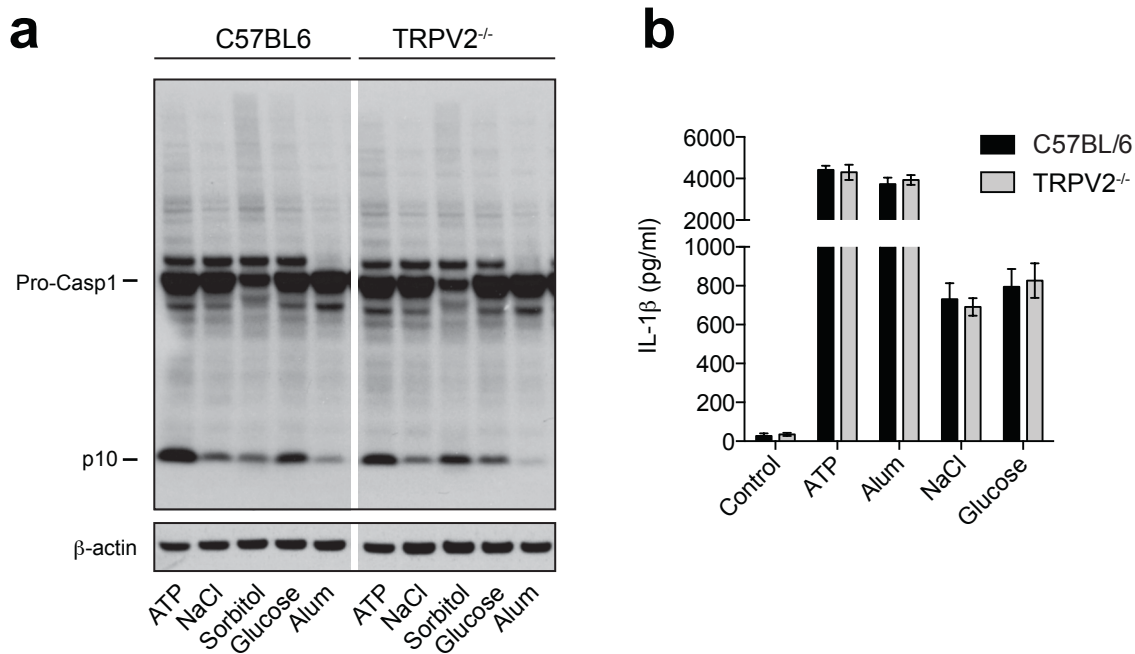 a
C57BL6
TRPV2-/-
Pro-Casp1
p10
β-actin
ATP
NaCl
Sorbitol
Glucose
Alum
ATP
NaCl
Sorbitol
Glucose
Alum
b
C57BL/6
TRPV2-/-
IL-1β (pg/ml)
6000
4000
2000
1000
800
600
400
200
0
Control
ATP
Alum
NaCl
Glucose